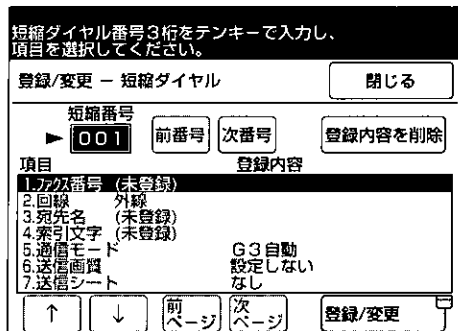 短縮ダイヤル番号3桁をテンキーで入力し、
項目を選択してください。
登録/変更 － 短縮ダイヤル 閉じる
短縮番号
▶ 001 前番号 次番号 登録内容を削除
項目 登録内容
1.ファクス番号 (未登録)
2.回線 外線
3.宛先名 (未登録)
4.索引文字 (未登録)
5.通信モード G3自動
6.送信画質 設定しない
7.送信シート なし
↑ ↓ 前ページ 次ページ 登録/変更